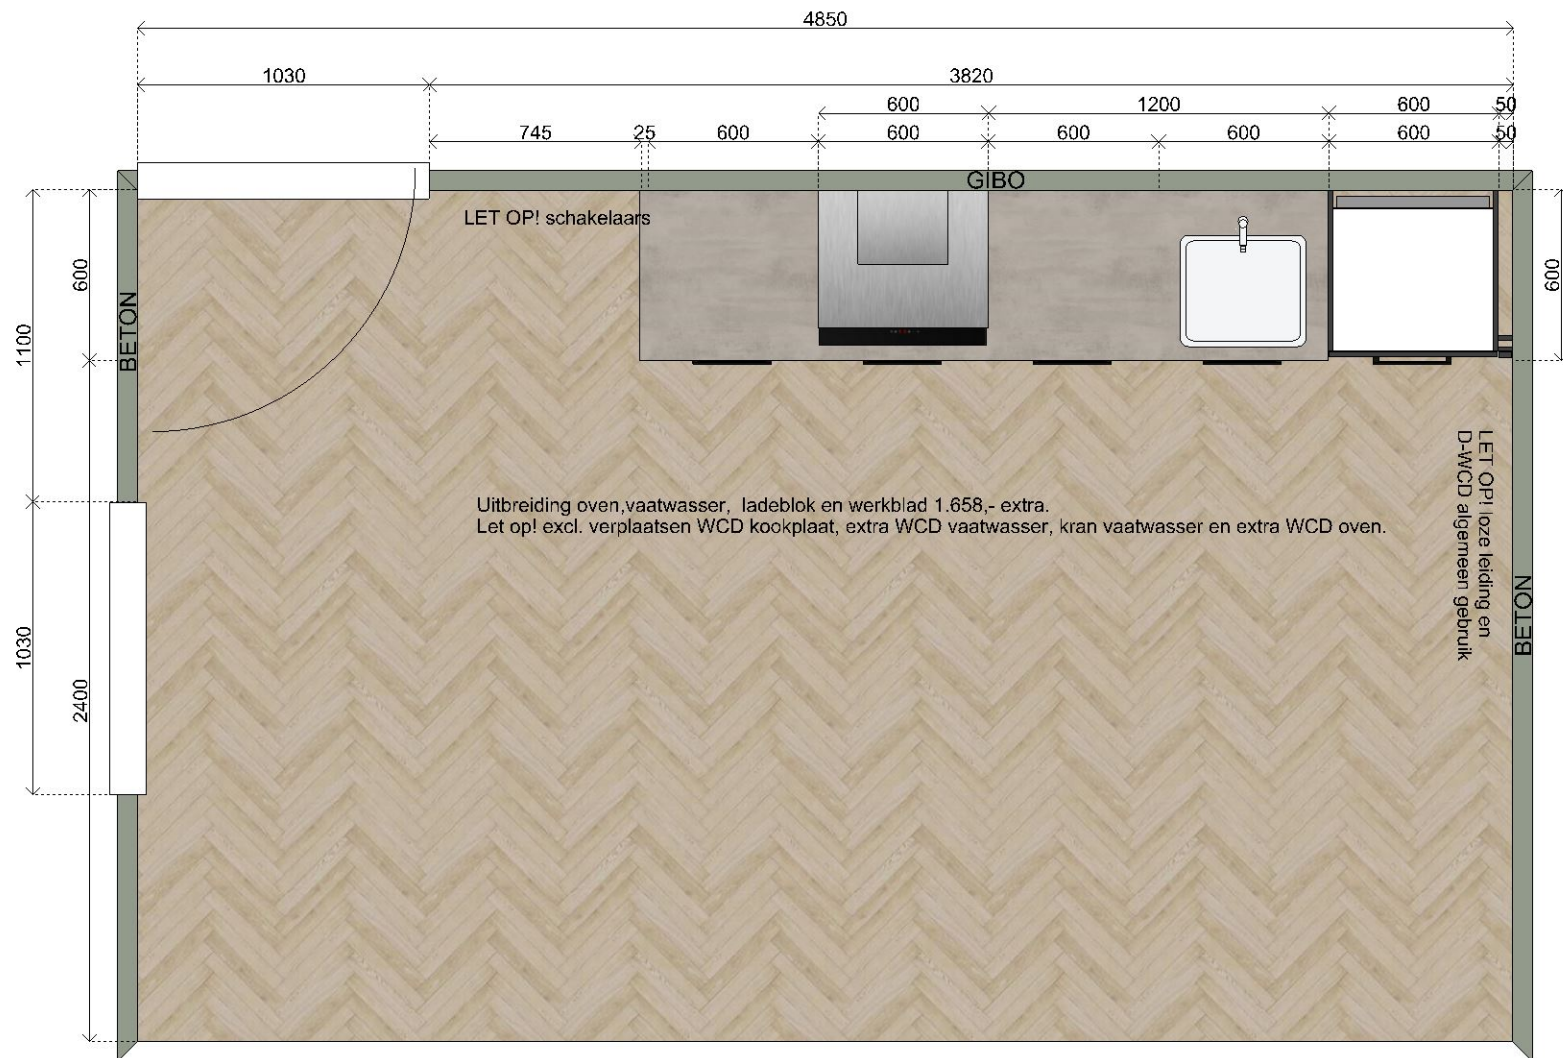 4850
1030
3820
600
1200
600
50
745
25
600
600
600
600
600
50
GIBO
LET OP! schakelaars
600
1100
BETON
600
Uitbreiding oven,vaatwasser, ladeblok en werkblad 1.658,- extra.
Let op! excl. verplaatsen WCD kookplaat, extra WCD vaatwasser, kran vaatwasser en extra WCD oven.
LET OP! loze leiding en
D-WCD algemeen gebruik
BETON
1030
2400